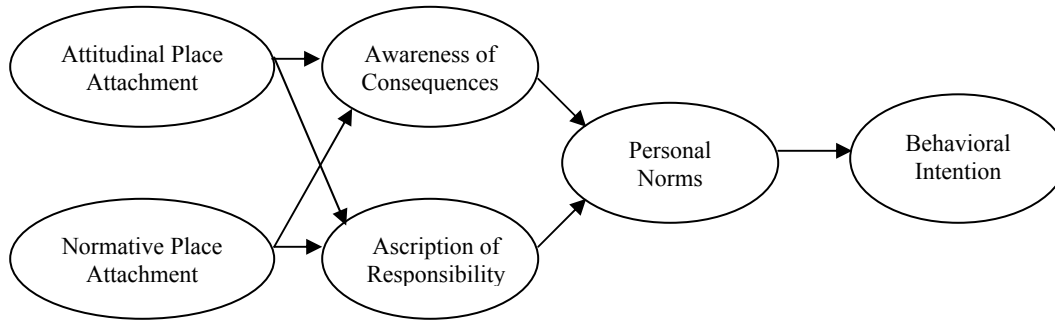 Attitudinal Place
Attachment
Awareness of
Consequences
Personal
Norms
Behavioral
Intention
Normative Place
Attachment
Ascription of
Responsibility